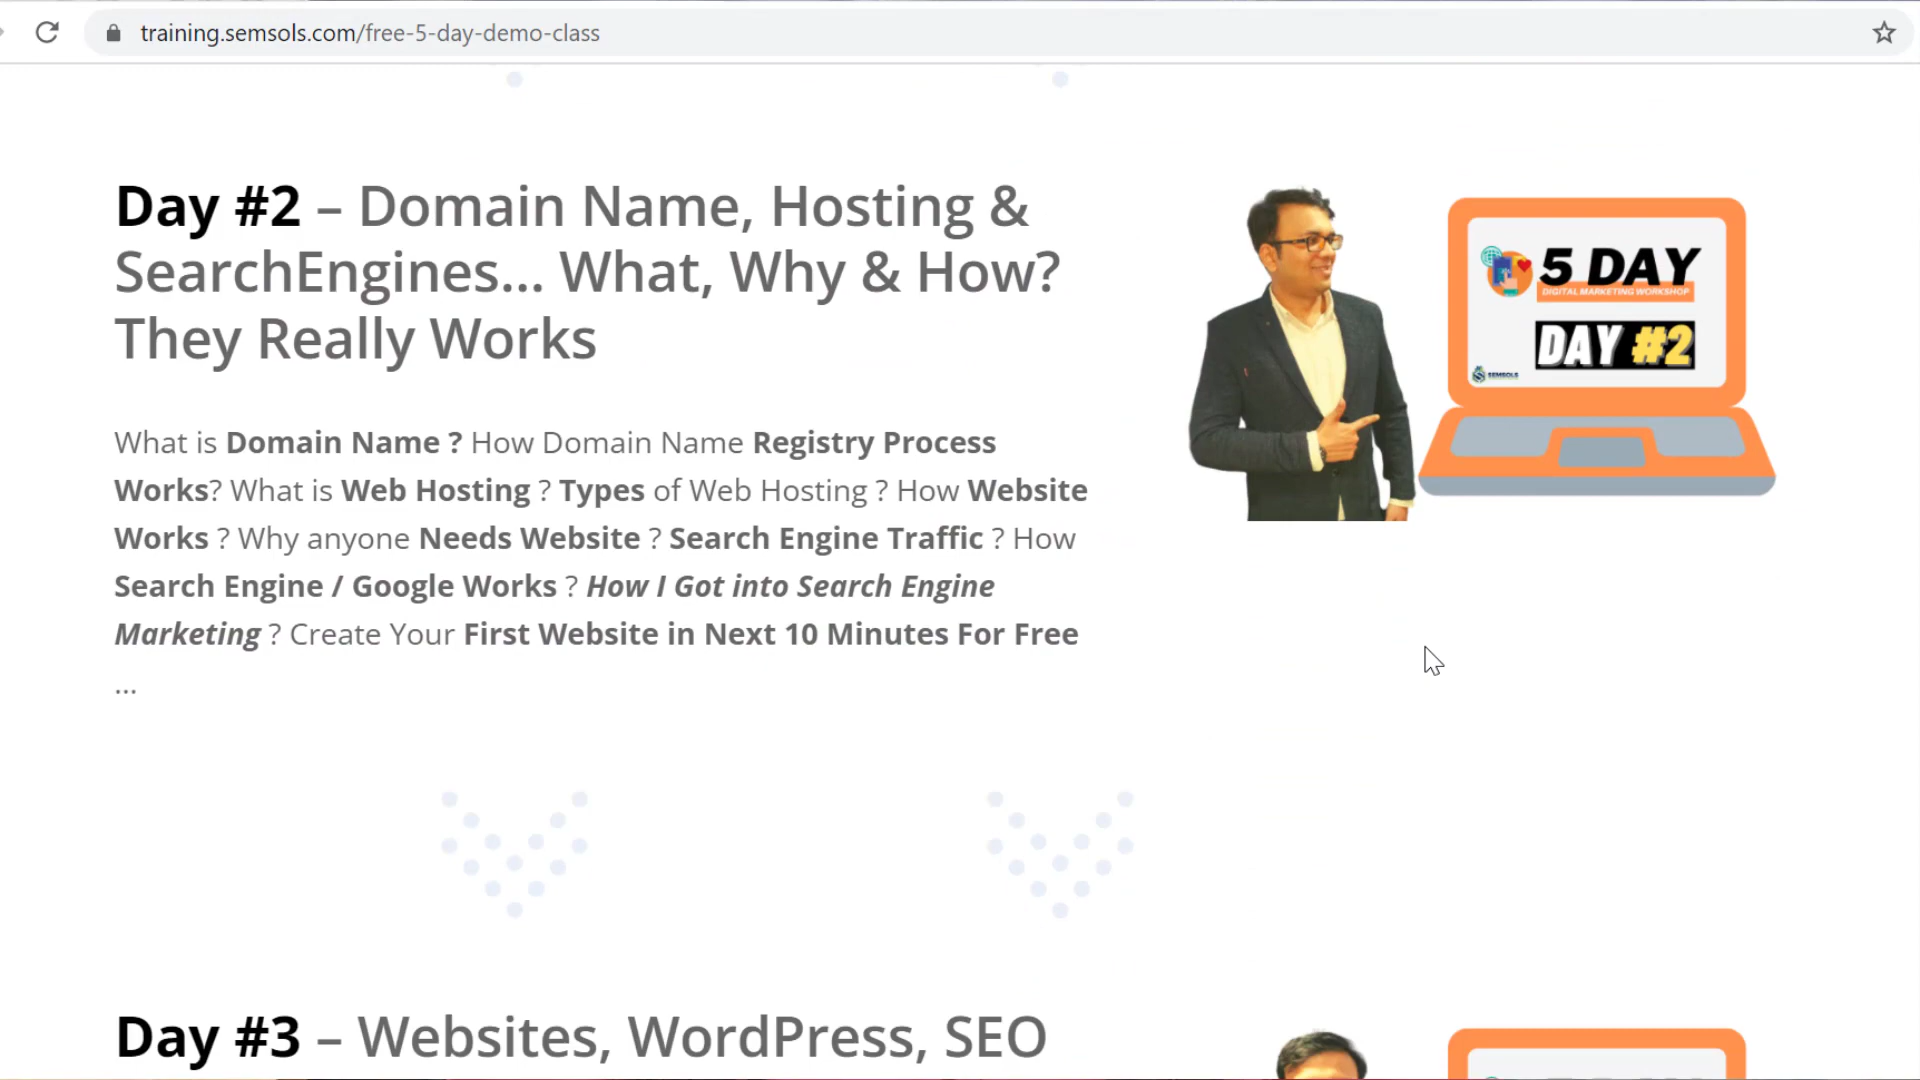 training.semsols.com/free-5-day-demo-class
Day #2 – Domain Name, Hosting &
SearchEngines... What, Why & How?
They Really Works
5 DAY
DIGITAL MARKETING WORKSHOP
DAY #2
SEMSOLS
What is Domain Name ? How Domain Name Registry Process
Works? What is Web Hosting ? Types of Web Hosting ? How Website
Works ? Why anyone Needs Website ? Search Engine Traffic ? How
Search Engine / Google Works ? How I Got into Search Engine
Marketing ? Create Your First Website in Next 10 Minutes For Free
...
Day #3 – Websites, WordPress, SEO